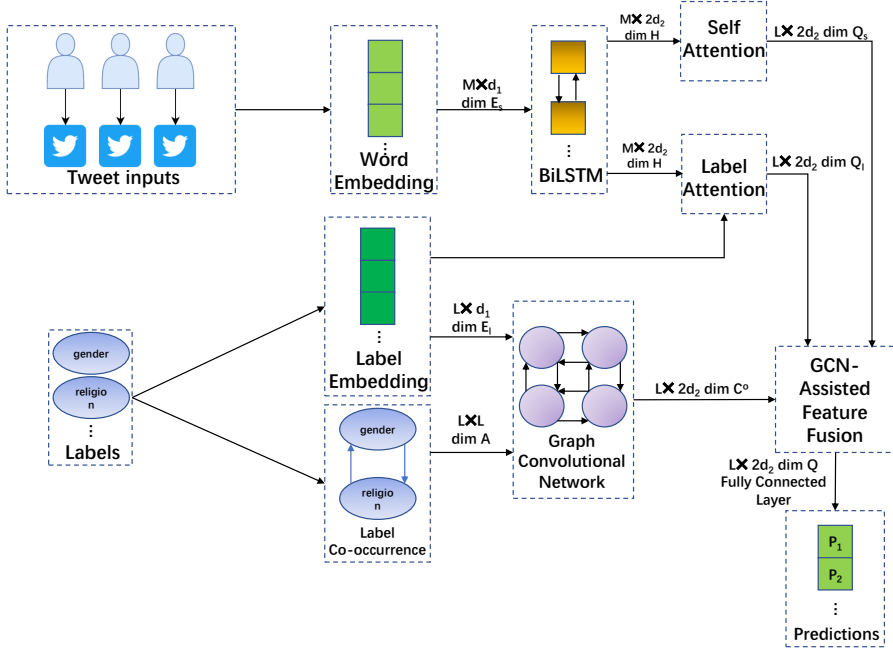 Tweet inputs
⋮
Word
Embedding
M✕d₁
dim Eₛ
⋮
BiLSTM
M✕ 2d₂
dim H
M✕ 2d₂
dim H
Self
Attention
L✕ 2d₂ dim Qₛ
Label
Attention
L✕ 2d₂ dim Qₗ
gender
religio
n
⋮
Labels
⋮
Label
Embedding
L✕ d₁
dim Eₗ
gender
religio
n
Label
Co-occurrence
L✕L
dim A
Graph
Convolutional
Network
L✕ 2d₂ dim Cᵒ
GCN-
Assisted
Feature
Fusion
L✕ 2d₂ dim Q
Fully Connected
Layer
P₁
P₂
⋮
Predictions